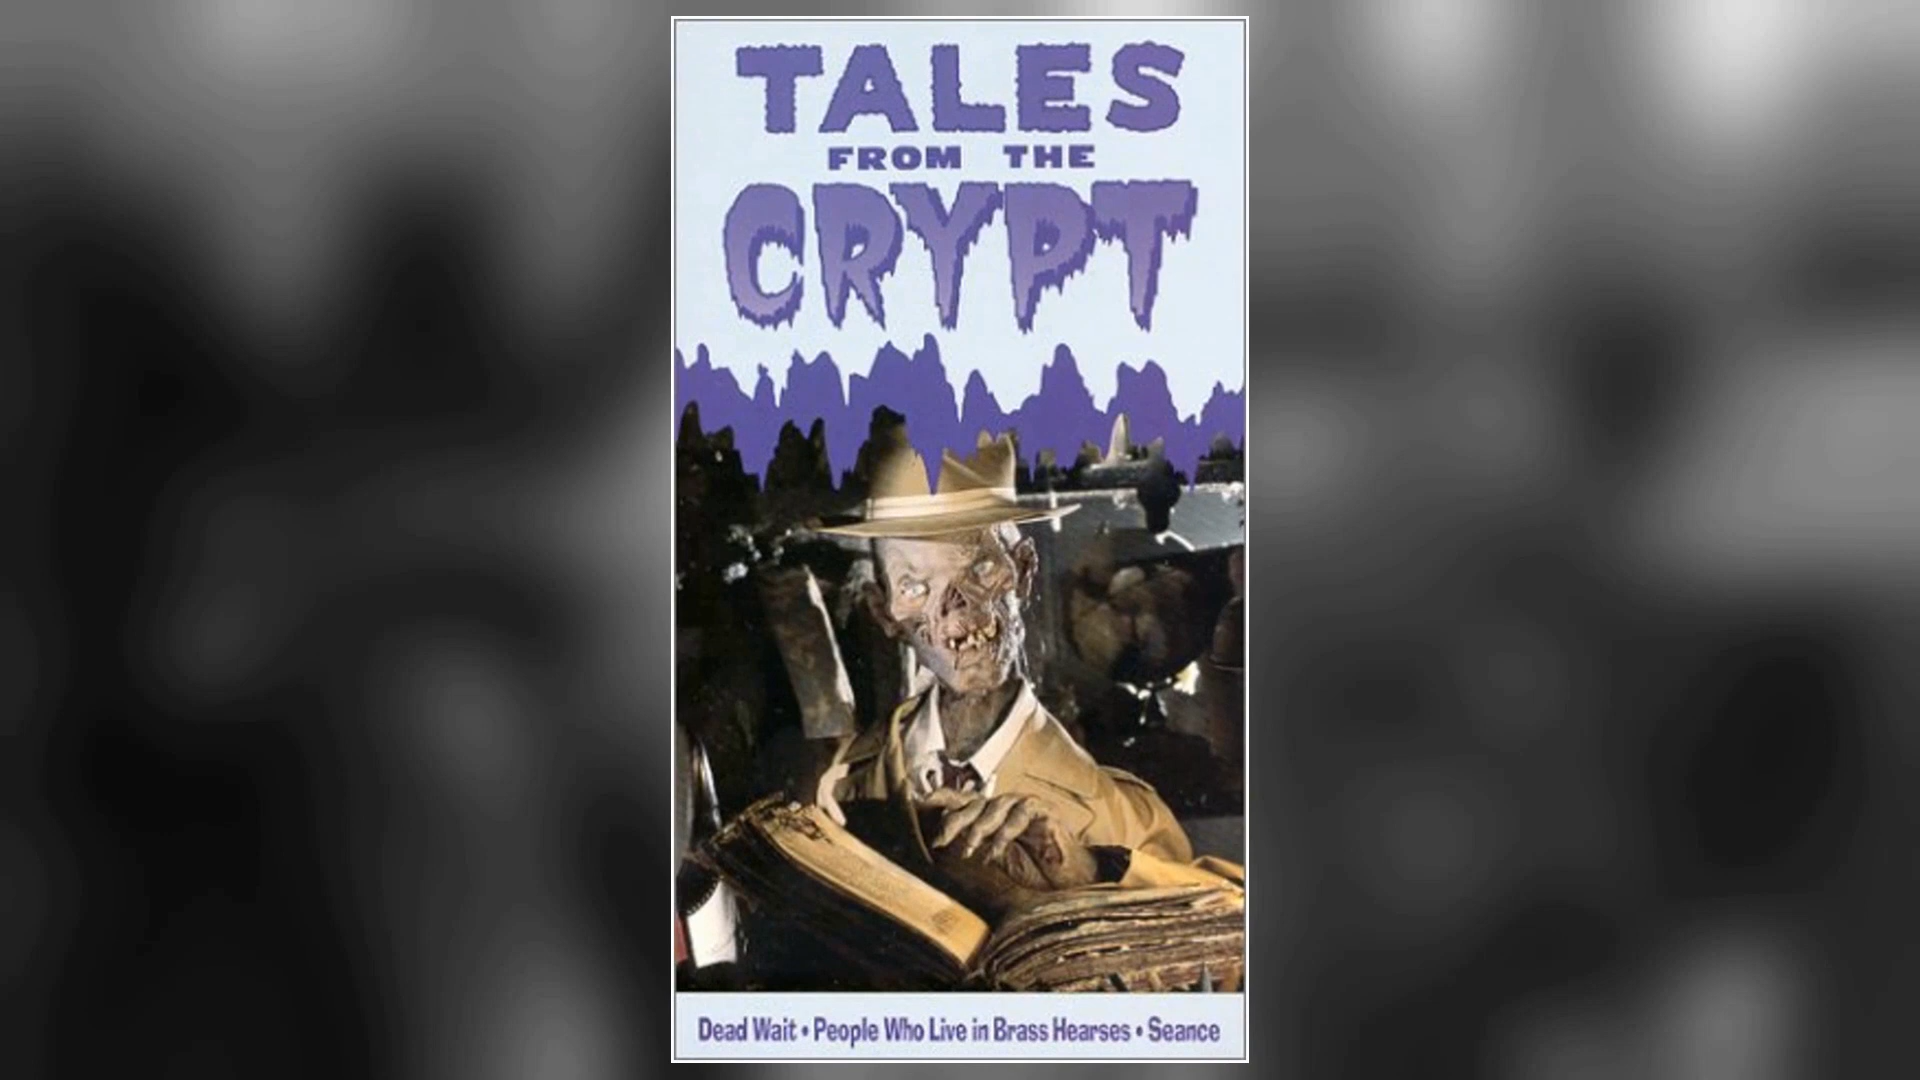 TALES
FROM THE
CRYPT
Dead Wait • People Who Live in Brass Hearses • Seance